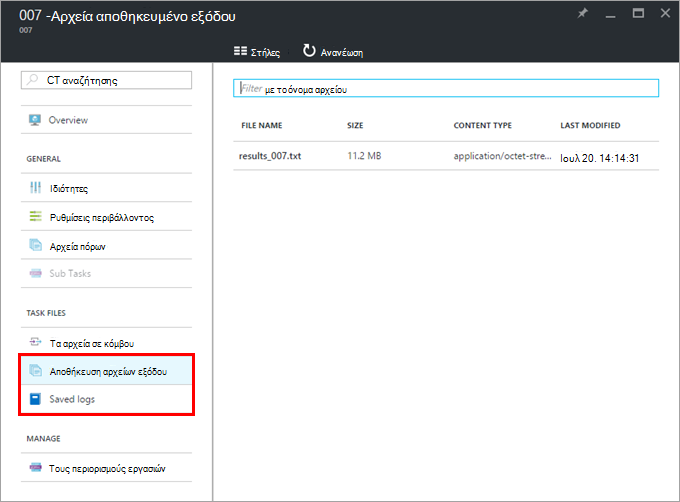 007 -Αρχεία αποθηκευμένο εξόδου
007
Στήλες Ανανέωση
CT αναζήτησης
Overview
GENERAL
Ιδιότητες
Ρυθμίσεις περιβάλλοντος
Αρχεία πόρων
Sub Tasks
TASK FILES
Τα αρχεία σε κόμβου
Αποθήκευση αρχείων εξόδου
Saved logs
MANAGE
Τους περιορισμούς εργασιών
Filter με το όνομα αρχείου
FILE NAME SIZE CONTENT TYPE LAST MODIFIED
results_007.txt 11.2 MB application/octet-stre... Ιουλ 20. 14:14:31